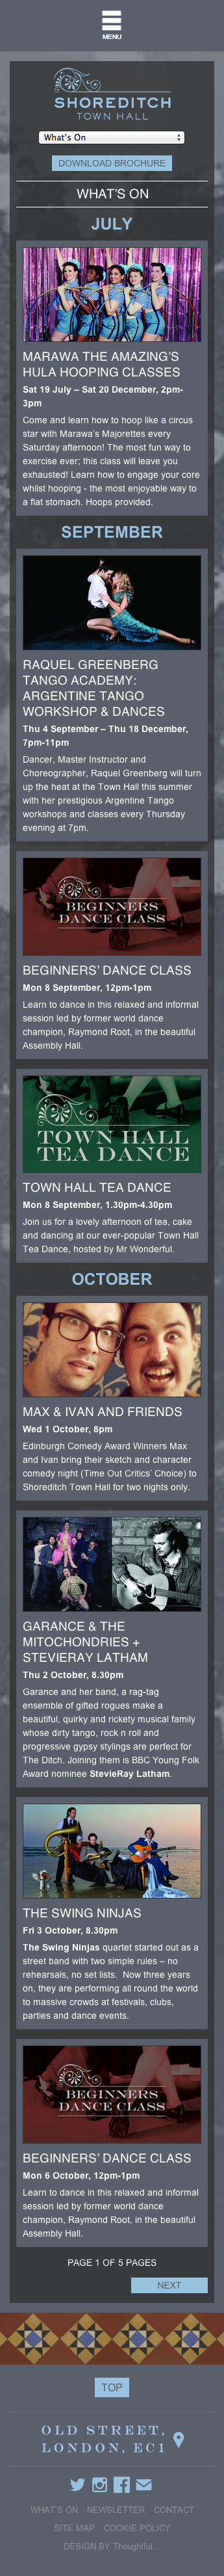 MENU
SHOREDITCH
TOWN HALL
What's On
DOWNLOAD BROCHURE
WHAT'S ON
JULY
MARAWA THE AMAZING'S
HULA HOOPING CLASSES
Sat 19 July – Sat 20 December, 2pm-
3pm
Come and learn how to hoop like a circus
star with Marawa's Majorettes every
Saturday afternoon! The most fun way to
exercise ever; this class will leave you
exhausted! Learn how to engage your core
whilst hooping - the most enjoyable way to
a flat stomach. Hoops provided.
SEPTEMBER
RAQUEL GREENBERG
TANGO ACADEMY:
ARGENTINE TANGO
WORKSHOP & DANCES
Thu 4 September – Thu 18 December,
7pm-11pm
Dancer, Master Instructor and
Choreographer, Raquel Greenberg will turn
up the heat at the Town Hall this summer
with her prestigious Argentine Tango
workshops and classes every Thursday
evening at 7pm.
BEGINNERS'
DANCE CLASS
BEGINNERS' DANCE CLASS
Mon 8 September, 12pm-1pm
Learn to dance in this relaxed and informal
session led by former world dance
champion, Raymond Root, in the beautiful
Assembly Hall.
TOWN HALL
TEA DANCE
TOWN HALL TEA DANCE
Mon 8 September, 1.30pm-4.30pm
Join us for a lovely afternoon of tea, cake
and dancing at our ever-popular Town Hall
Tea Dance, hosted by Mr Wonderful.
OCTOBER
MAX & IVAN AND FRIENDS
Wed 1 October, 8pm
Edinburgh Comedy Award Winners Max
and Ivan bring their sketch and character
comedy night (Time Out Critics' Choice) to
Shoreditch Town Hall for two nights only.
GARANCE & THE
MITOCHONDRIES +
STEVIERAY LATHAM
Thu 2 October, 8.30pm
Garance and her band, a rag-tag
ensemble of gifted rogues make a
beautiful, quirky and rickety musical family
whose dirty tango, rock n roll and
progressive gypsy stylings are perfect for
The Ditch. Joining them is BBC Young Folk
Award nominee StevieRay Latham.
THE SWING NINJAS
Fri 3 October, 8.30pm
The Swing Ninjas quartet started out as a
street band with two simple rules – no
rehearsals, no set lists.  Now three years
on, they are performing all round the world
to massive crowds at festivals, clubs,
parties and dance events.
BEGINNERS'
DANCE CLASS
BEGINNERS' DANCE CLASS
Mon 6 October, 12pm-1pm
Learn to dance in this relaxed and informal
session led by former world dance
champion, Raymond Root, in the beautiful
Assembly Hall.
PAGE 1 OF 5 PAGES
NEXT
TOP
OLD STREET,
LONDON, EC1
WHAT'S ON NEWSLETTER CONTACT
SITE MAP COOKIE POLICY
DESIGN BY Thoughtful...